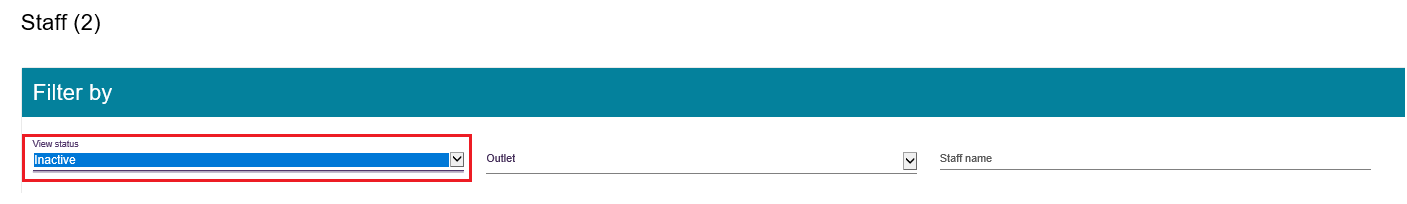 Staff (2)
Filter by
View status
Inactive
Outlet
Staff name